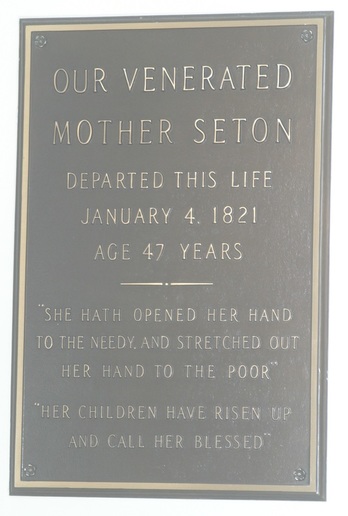 OUR VENERATED
MOTHER SETON
DEPARTED THIS LIFE
JANUARY 4, 1821
AGE 47 YEARS
"SHE HATH OPENED HER HAND
TO THE NEEDY, AND STRETCHED OUT
HER HAND TO THE POOR"
"HER CHILDREN HAVE RISEN UP
AND CALL HER BLESSED"